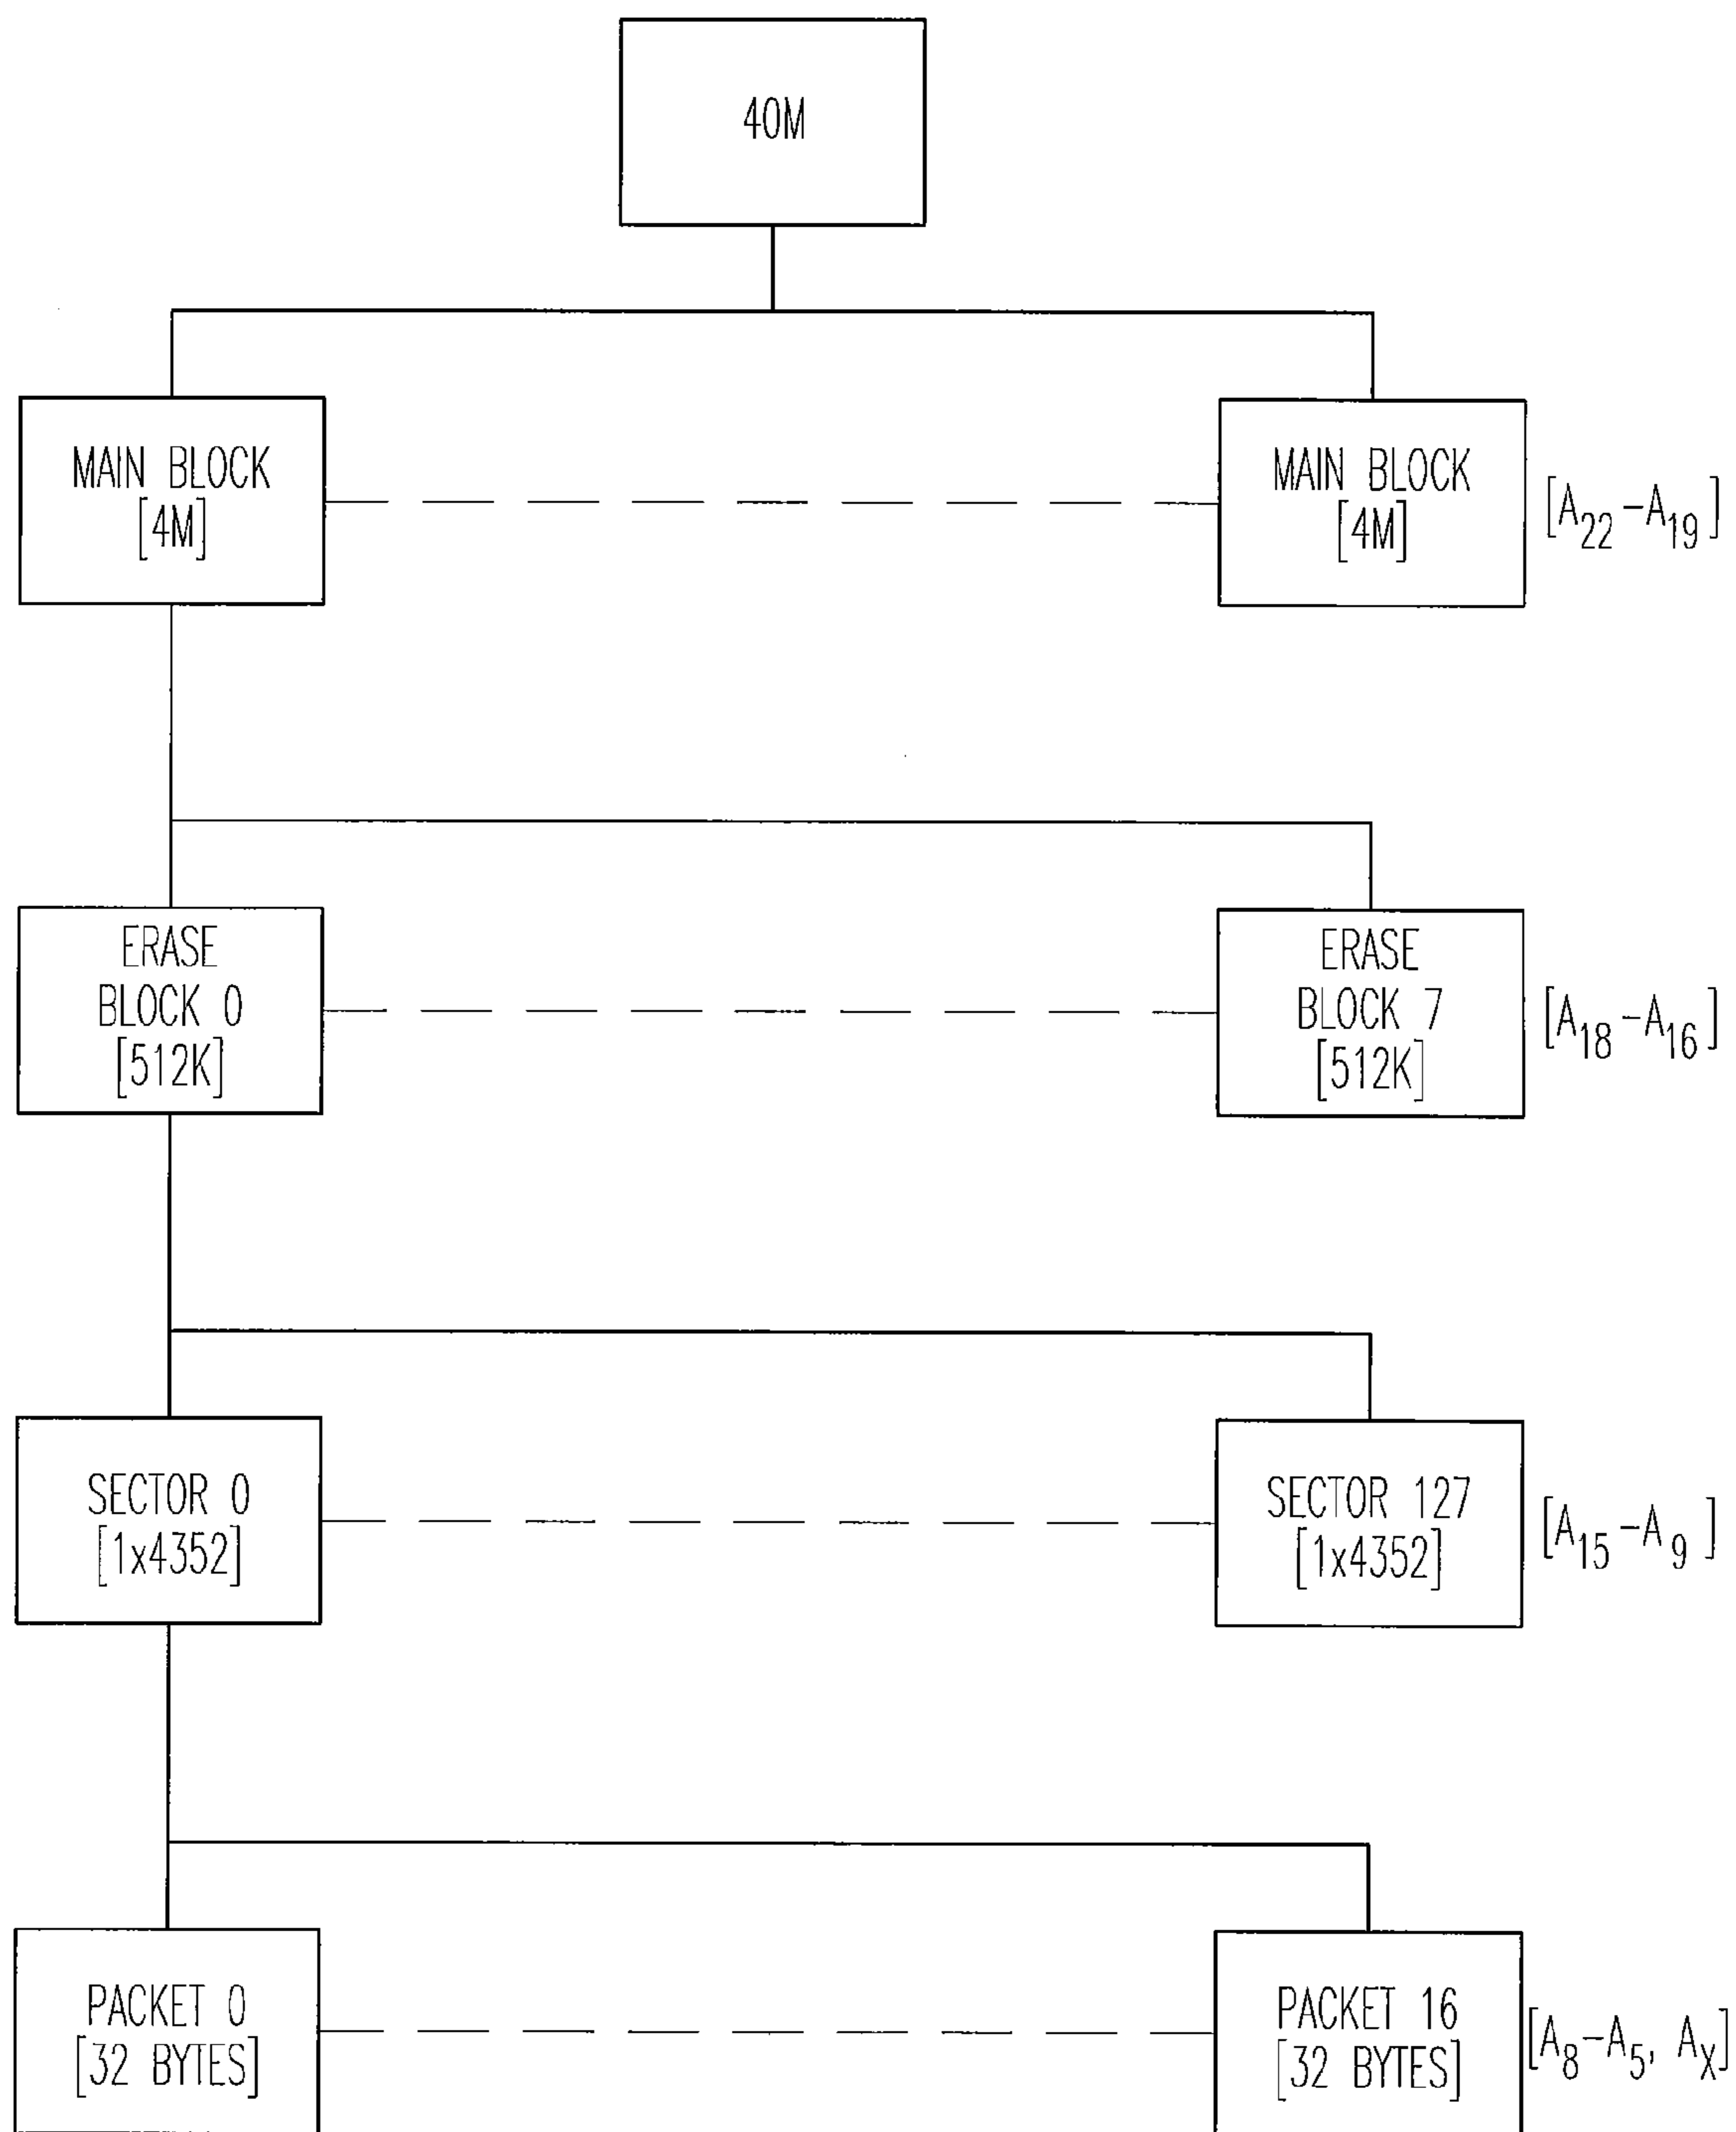 40M
MAIN BLOCK
[4M]
MAIN BLOCK
[4M]
[A22-A19]
ERASE
BLOCK 0
[512K]
ERASE
BLOCK 7
[512K]
[A18-A16]
SECTOR 0
[1x4352]
SECTOR 127
[1x4352]
[A15-A9]
PACKET 0
[32 BYTES]
PACKET 16
[32 BYTES]
[A8-A5, AX]